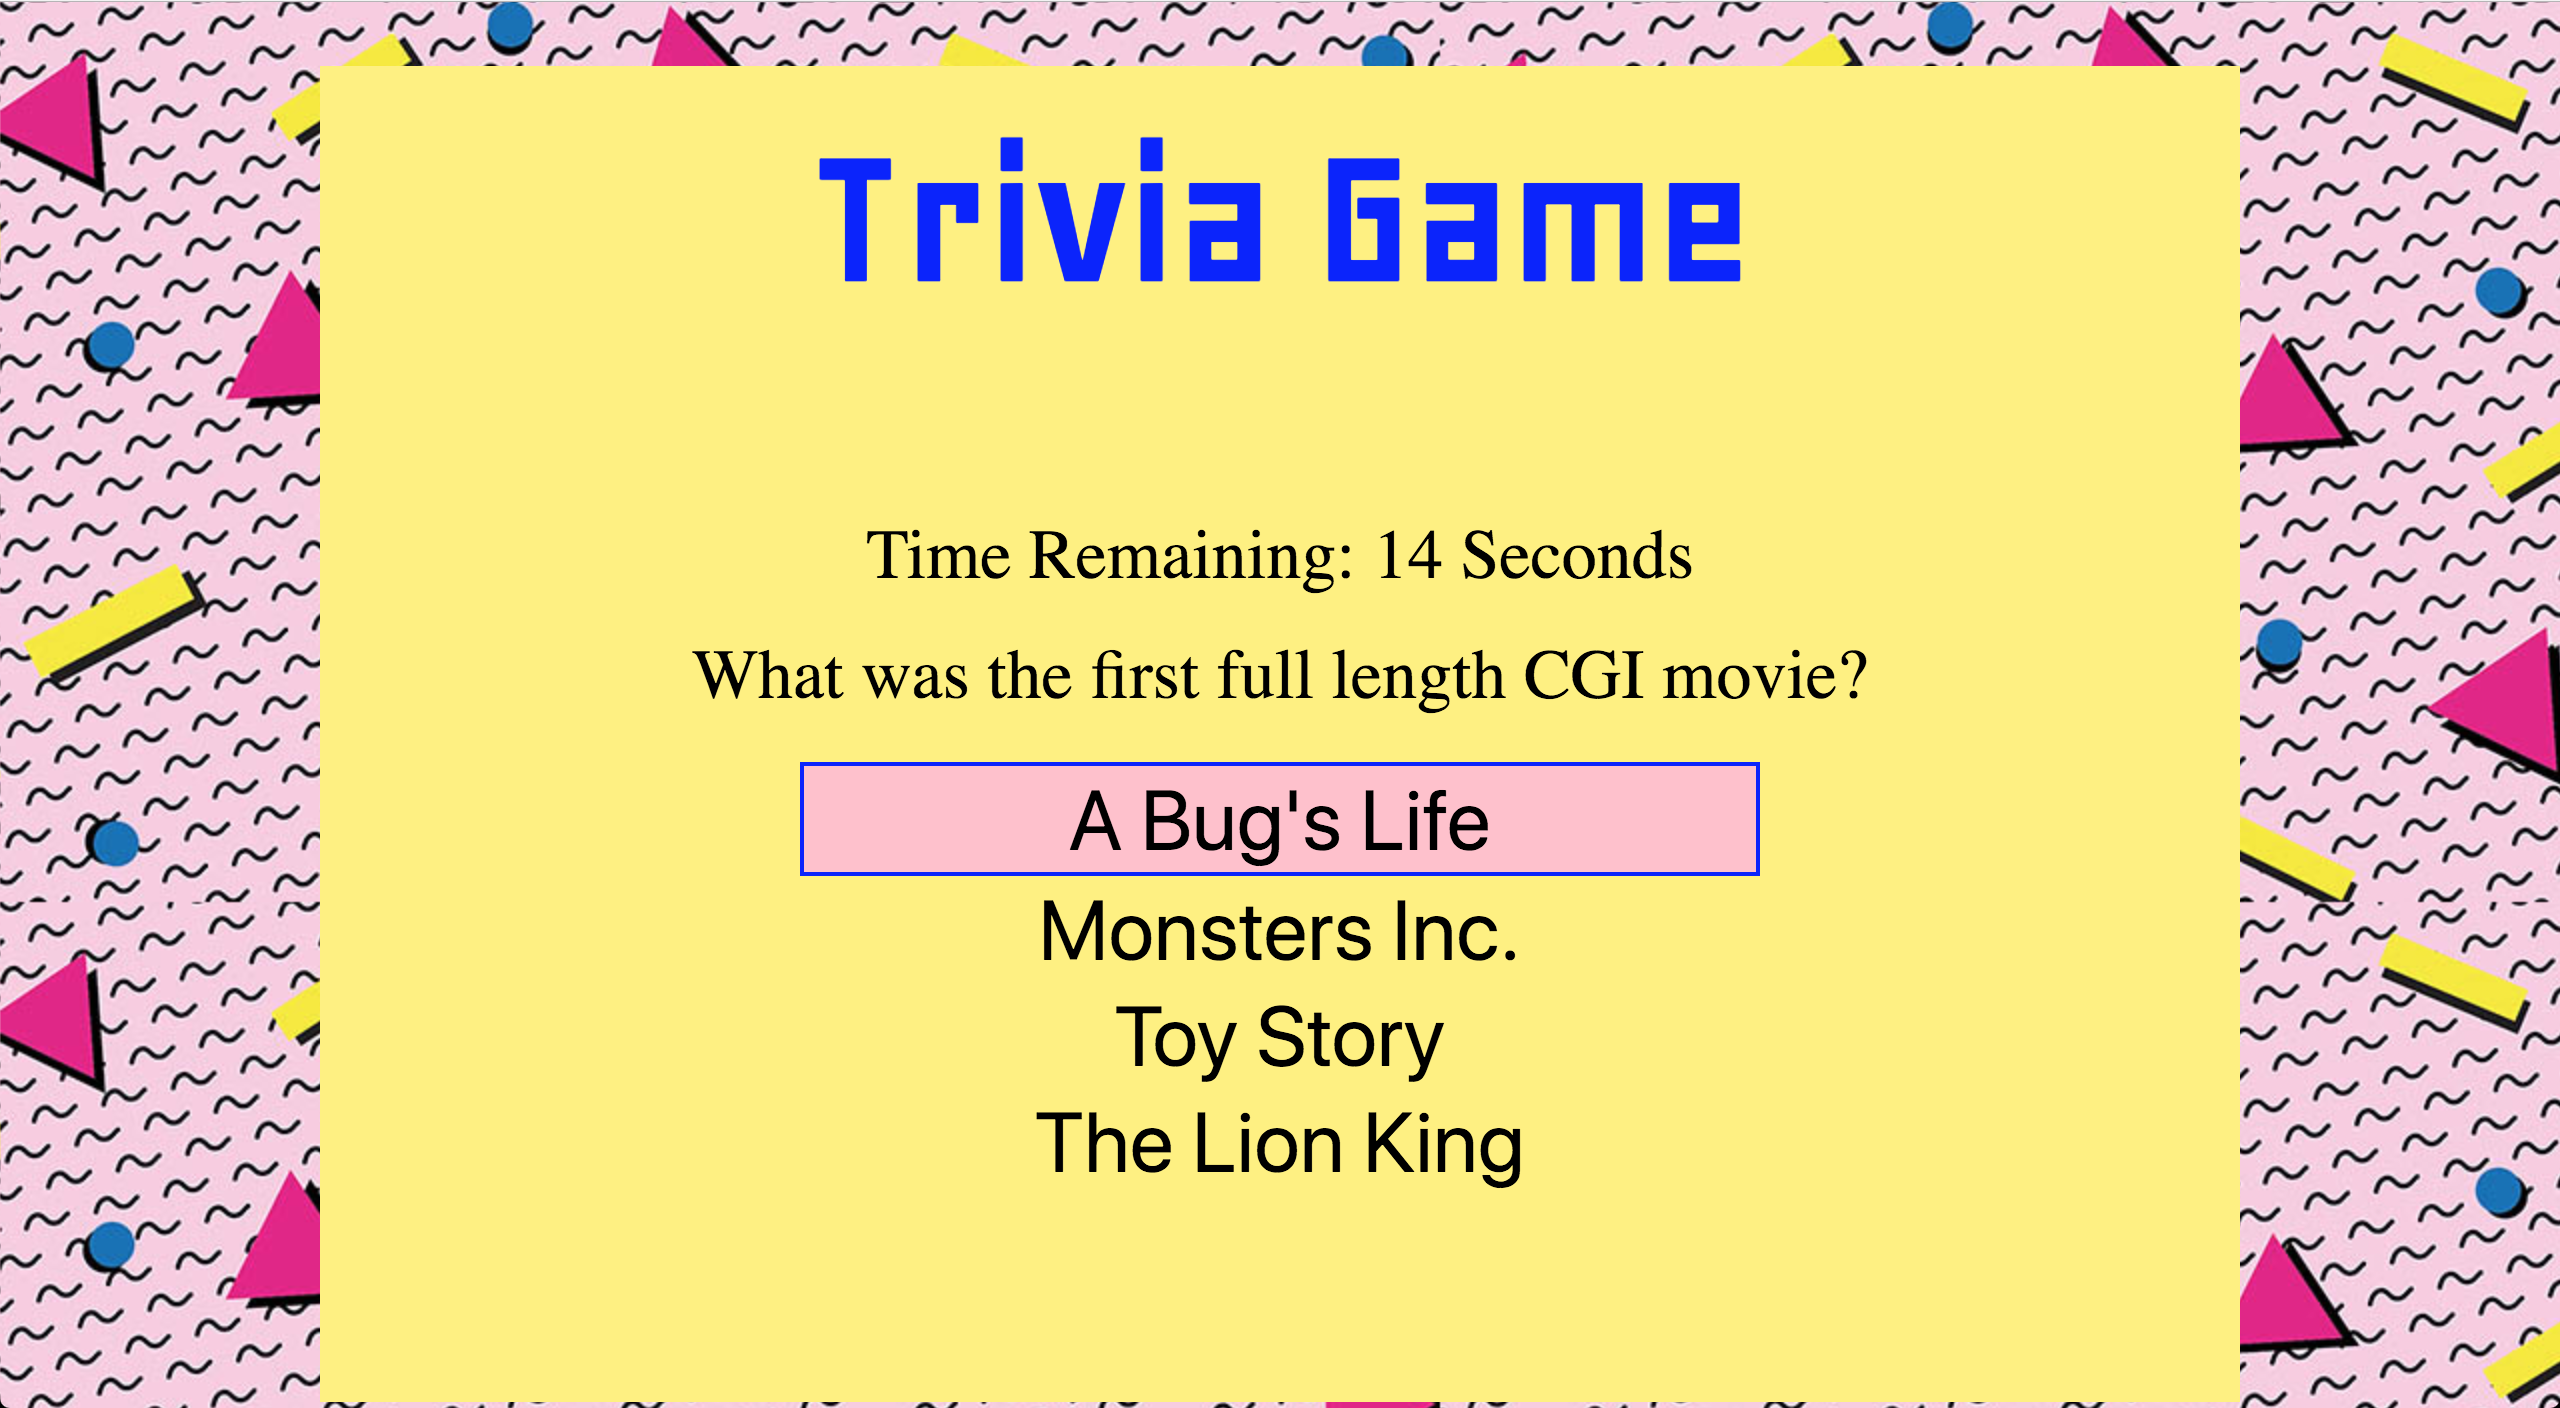 Trivia Game
Time Remaining: 14 Seconds
What was the first full length CGI movie?
A Bug's Life
Monsters Inc.
Toy Story
The Lion King